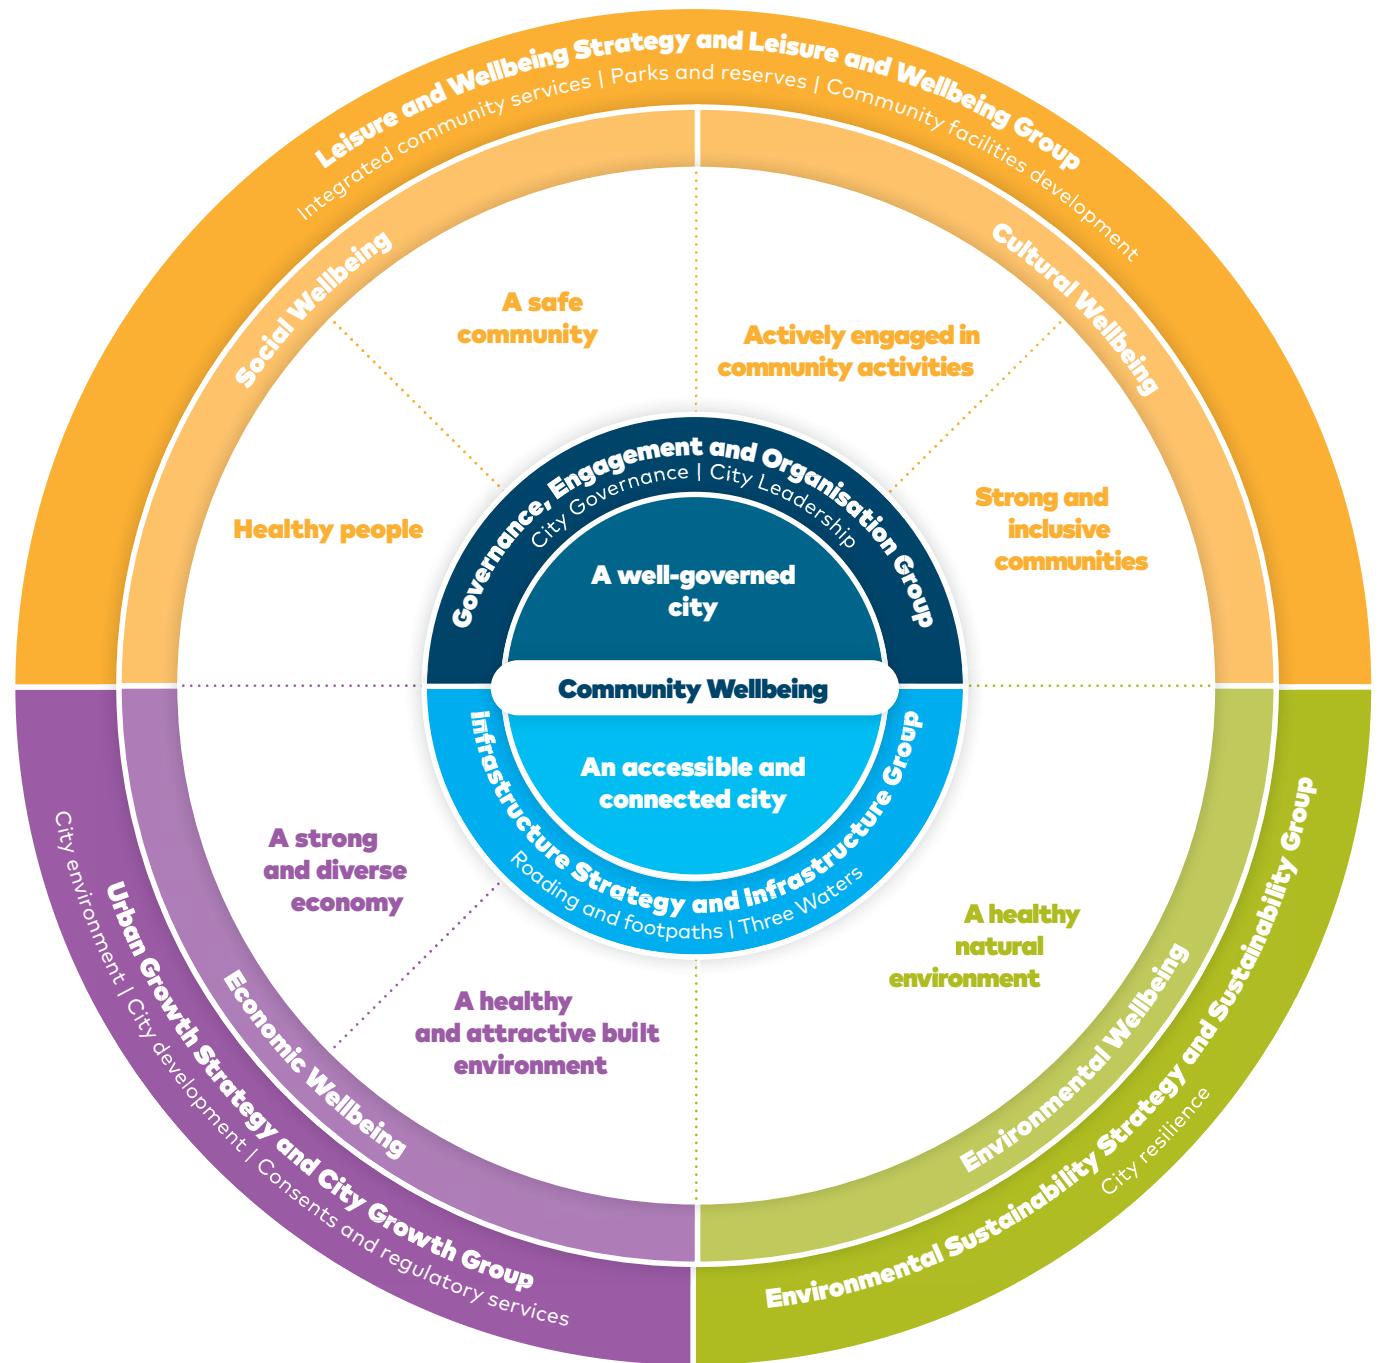 Leisure and Wellbeing Strategy and Leisure and Wellbeing Group
Integrated community services | Parks and reserves | Community facilities development
Social Wellbeing
Cultural Wellbeing
A safe
community
Actively engaged in
community activities
Healthy people
Strong and
inclusive
communities
Governance, Engagement and Organisation Group
City Governance | City Leadership
A well-governed
city
Community Wellbeing
An accessible and
connected city
Infrastructure Strategy and Infrastructure Group
Roading and footpaths | Three Waters
A strong
and diverse
economy
A healthy
and attractive built
environment
A healthy
natural
environment
Economic Wellbeing
Environmental Wellbeing
Urban Growth Strategy and City Growth Group
City environment | City development | Consents and regulatory services
Environmental Sustainability Strategy and Sustainability Group
City resilience